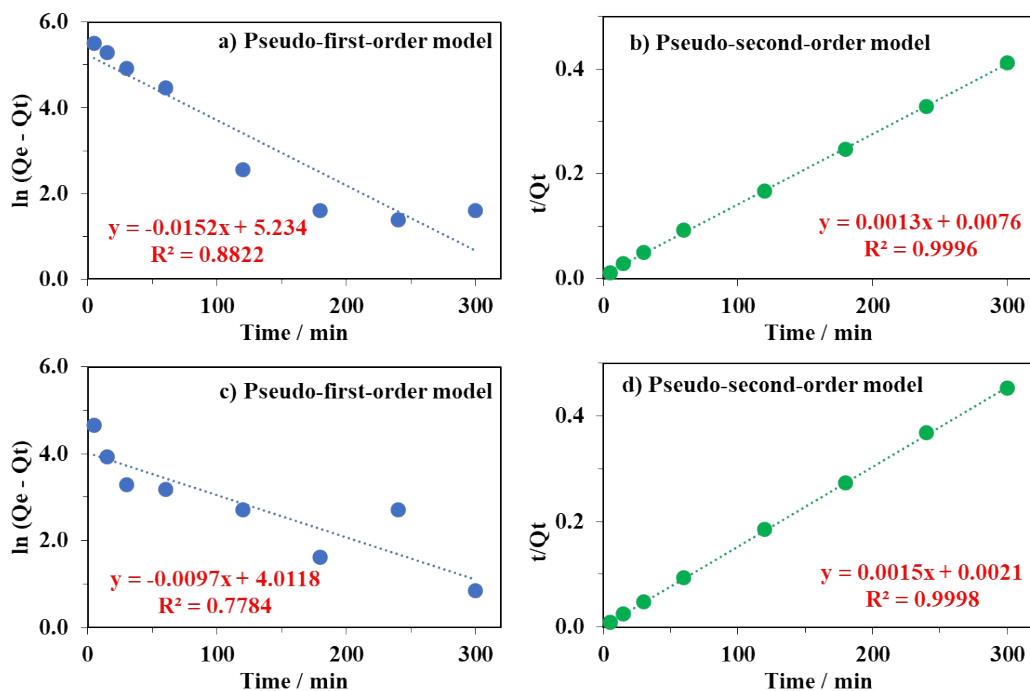 a) Pseudo-first-order model
ln (Qe - Qt)
6.0
4.0
2.0
0.0
y = -0.0152x + 5.234
R² = 0.8822
0 100 200 300
Time / min
b) Pseudo-second-order model
t/Qt
0.4
0.2
0.0
y = 0.0013x + 0.0076
R² = 0.9996
0 100 200 300
Time / min
c) Pseudo-first-order model
ln (Qe - Qt)
6.0
4.0
2.0
0.0
y = -0.0097x + 4.0118
R² = 0.7784
0 100 200 300
Time / min
d) Pseudo-second-order model
t/Qt
0.4
0.2
0.0
y = 0.0015x + 0.0021
R² = 0.9998
0 100 200 300
Time / min